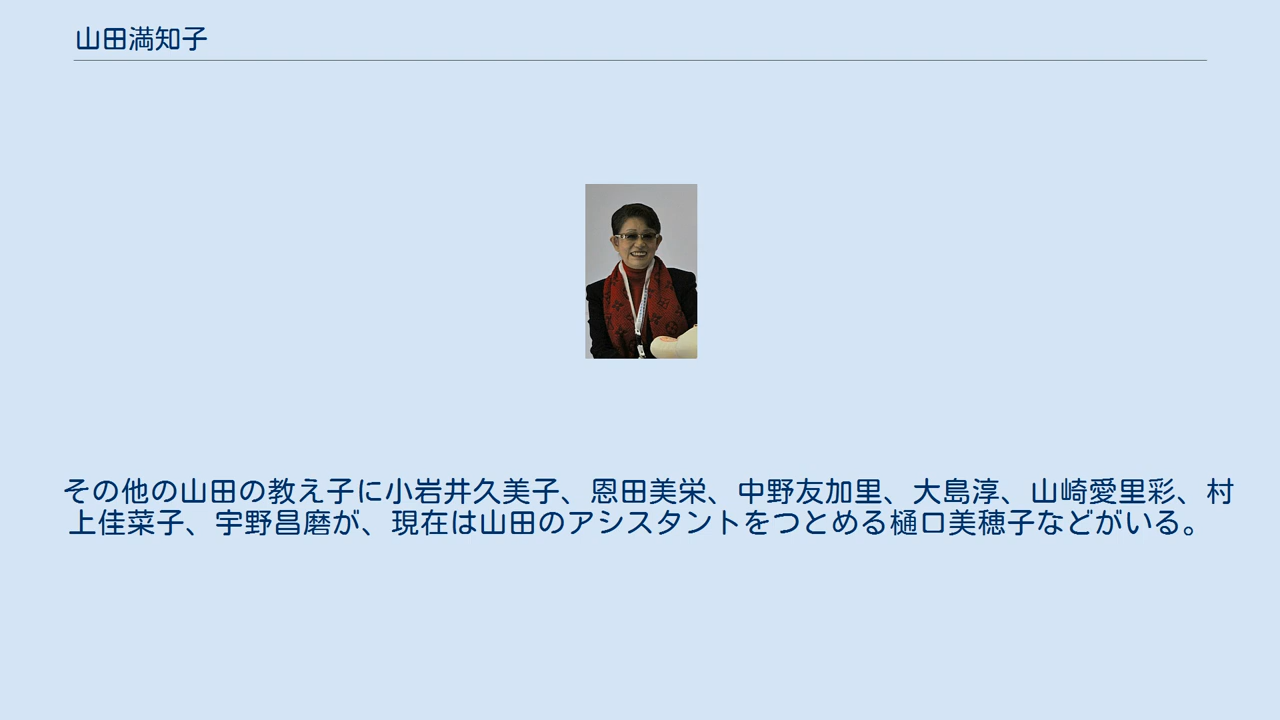 山田満知子
その他の山田の教え子に小岩井久美子、恩田美栄、中野友加里、大島淳、山崎愛里彩、村
上佳菜子、宇野昌磨が、現在は山田のアシスタントをつとめる樋口美穂子などがいる。